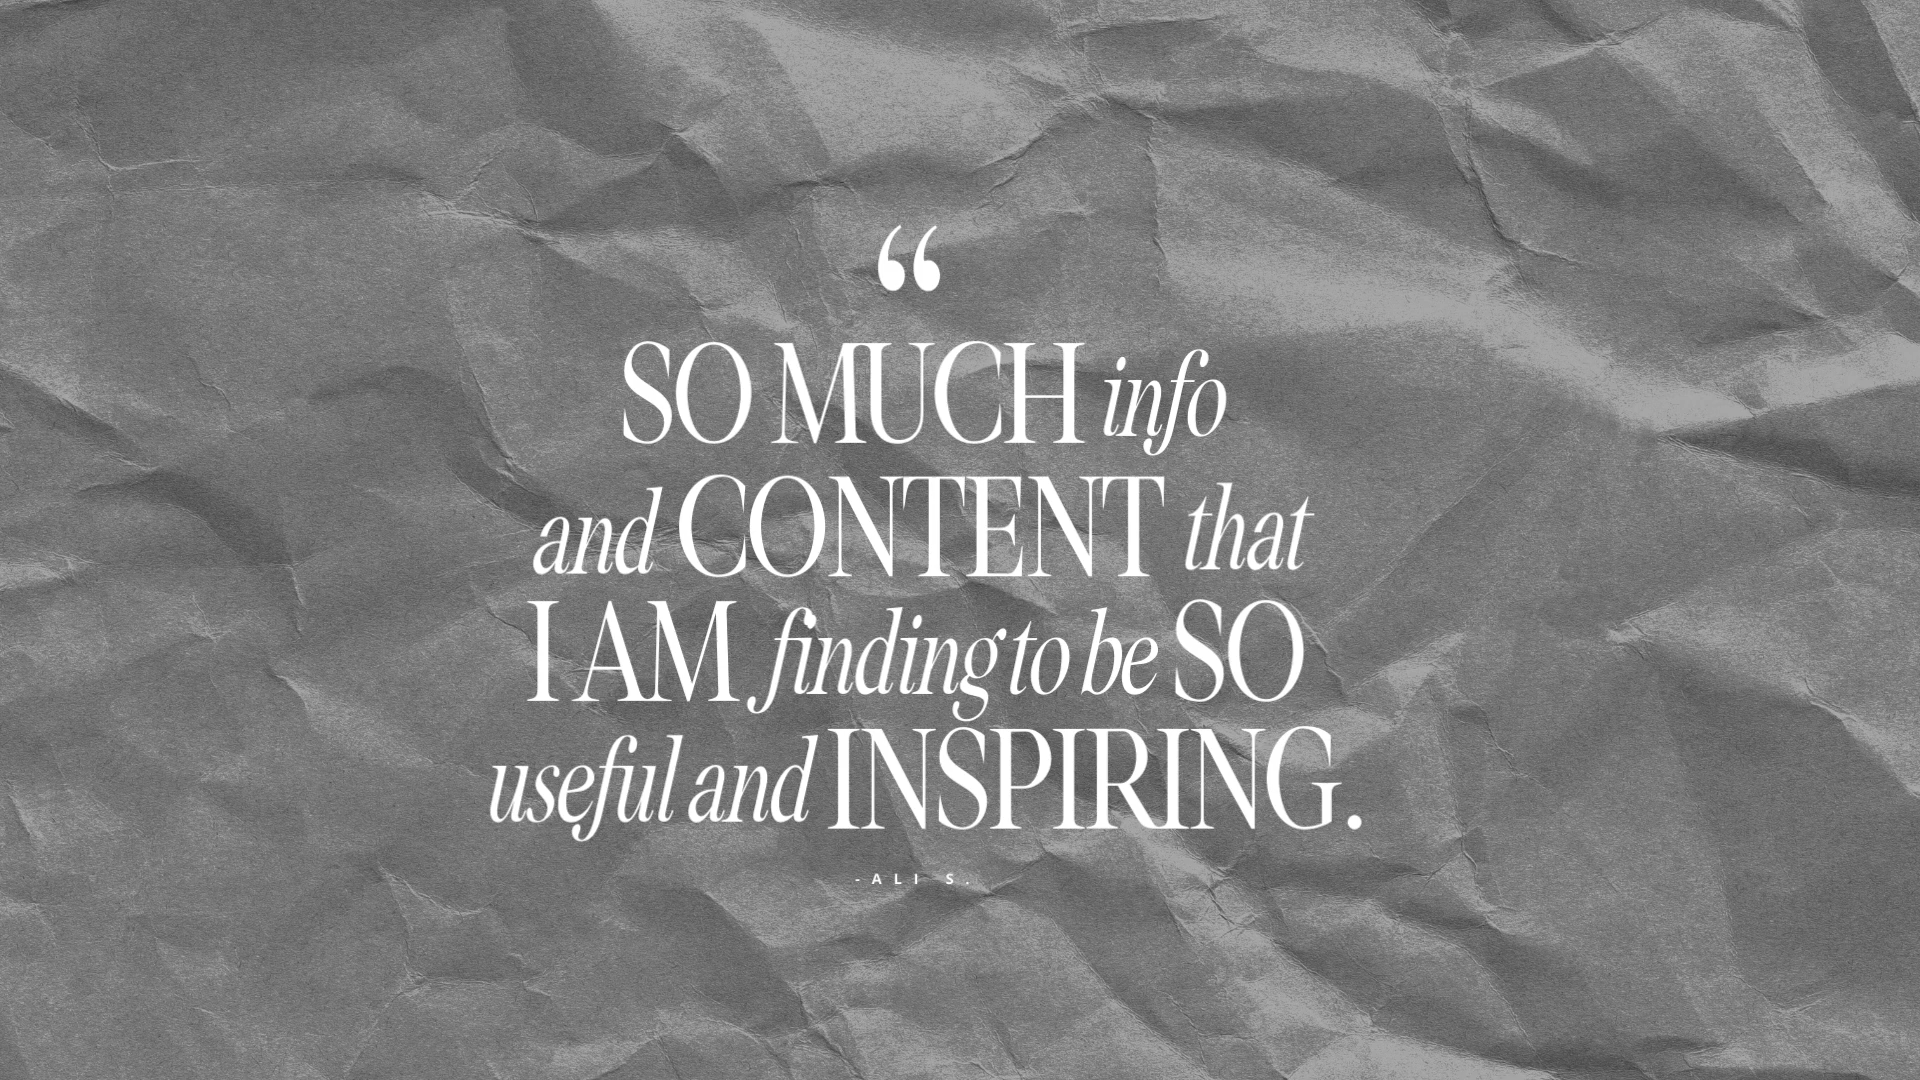 “
SO MUCH info
and CONTENT that
I AM finding to be SO
useful and INSPIRING.
-ALI S.